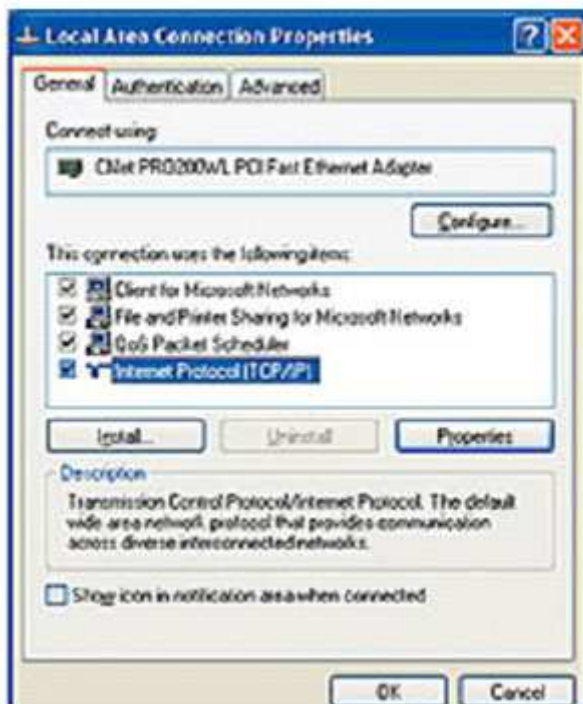 Local Area Connection Properties
General Authentication Advanced
Connect using:
CNet PRO200WL PCI Fast Ethernet Adapter
Configure...
This connection uses the following items:
Client for Microsoft Networks
File and Printer Sharing for Microsoft Networks
QoS Packet Scheduler
Internet Protocol (TCP/IP)
Install... Uninstall Properties
Description
Transmission Control Protocol/Internet Protocol. The default
wide area network protocol that provides communication
across diverse interconnected networks.
Show icon in notification area when connected
OK Cancel